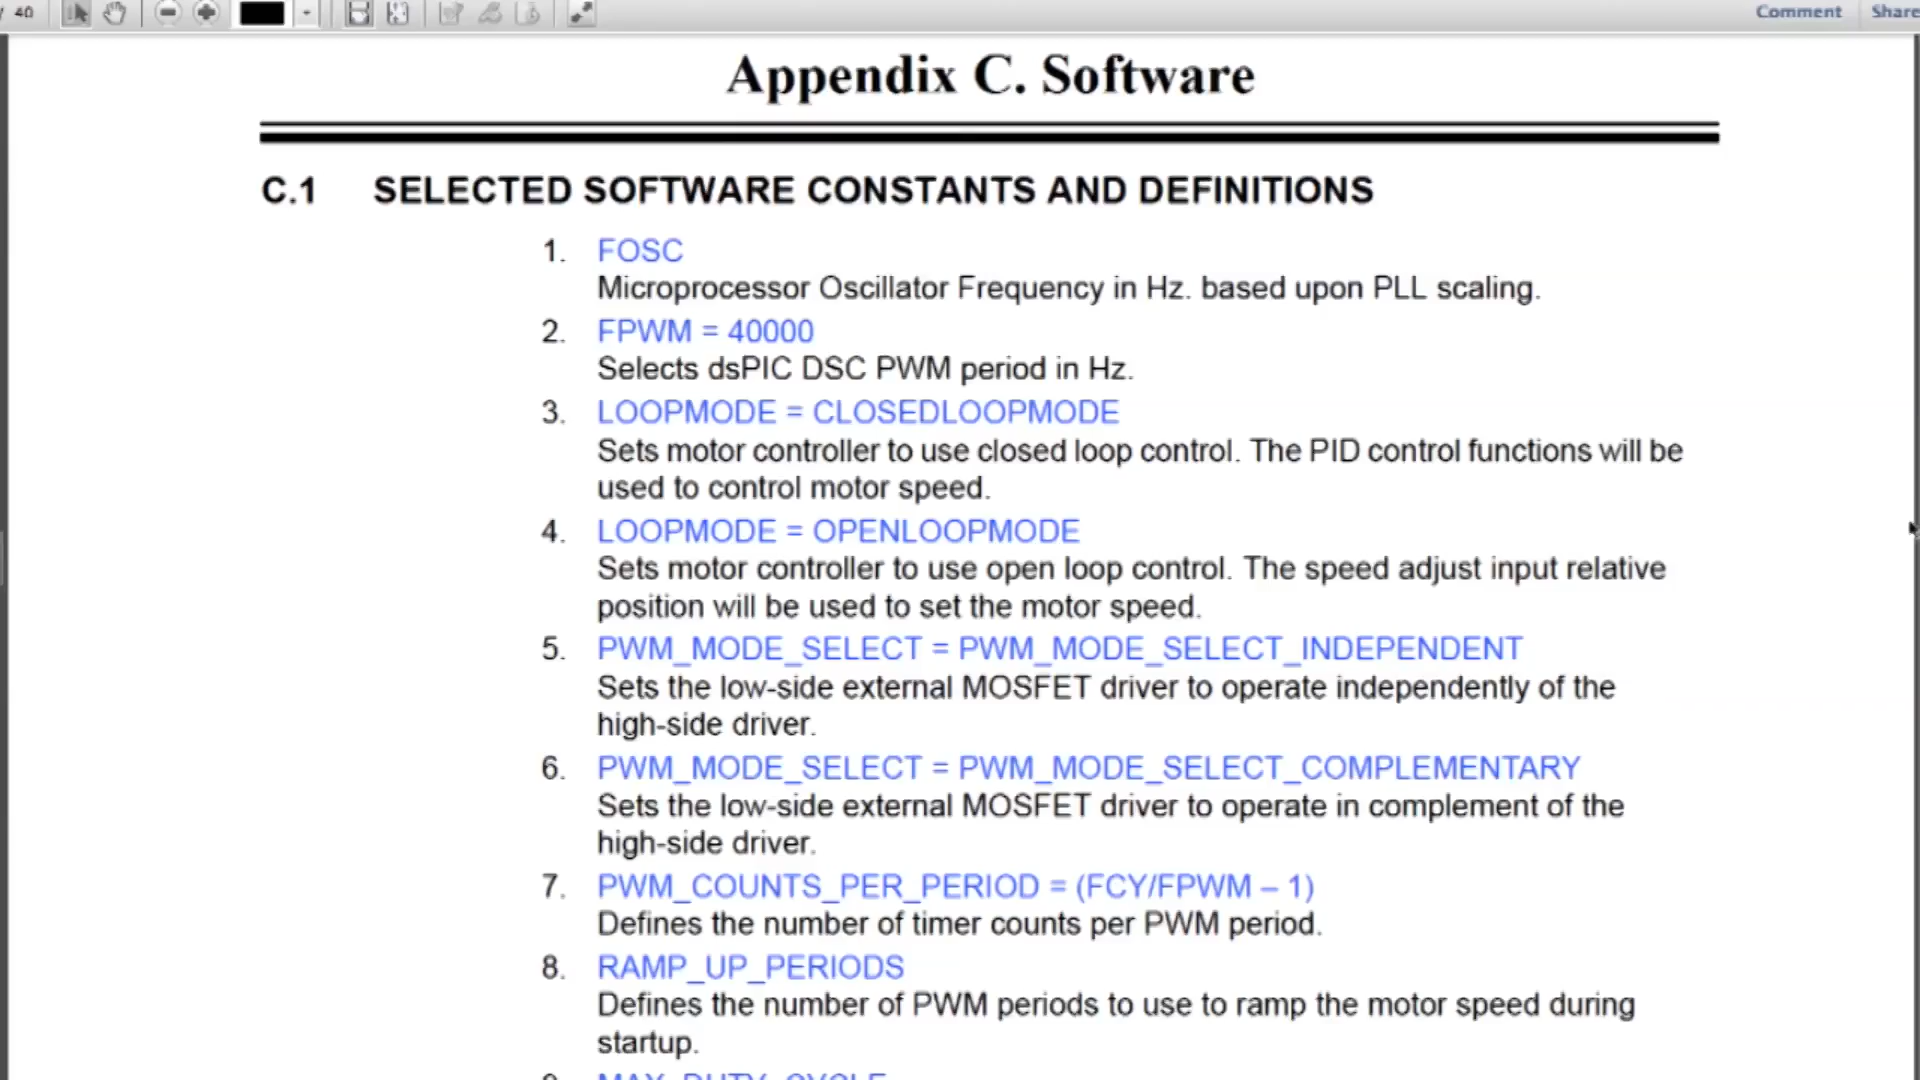 / 40
Comment
Share
Appendix C. Software
C.1 SELECTED SOFTWARE CONSTANTS AND DEFINITIONS
1. FOSC
Microprocessor Oscillator Frequency in Hz. based upon PLL scaling.
2. FPWM = 40000
Selects dsPIC DSC PWM period in Hz.
3. LOOPMODE = CLOSEDLOOPMODE
Sets motor controller to use closed loop control. The PID control functions will be
used to control motor speed.
4. LOOPMODE = OPENLOOPMODE
Sets motor controller to use open loop control. The speed adjust input relative
position will be used to set the motor speed.
5. PWM_MODE_SELECT = PWM_MODE_SELECT_INDEPENDENT
Sets the low-side external MOSFET driver to operate independently of the
high-side driver.
6. PWM_MODE_SELECT = PWM_MODE_SELECT_COMPLEMENTARY
Sets the low-side external MOSFET driver to operate in complement of the
high-side driver.
7. PWM_COUNTS_PER_PERIOD = (FCY/FPWM – 1)
Defines the number of timer counts per PWM period.
8. RAMP_UP_PERIODS
Defines the number of PWM periods to use to ramp the motor speed during
startup.
9. MAX_DUTY_CYCLE